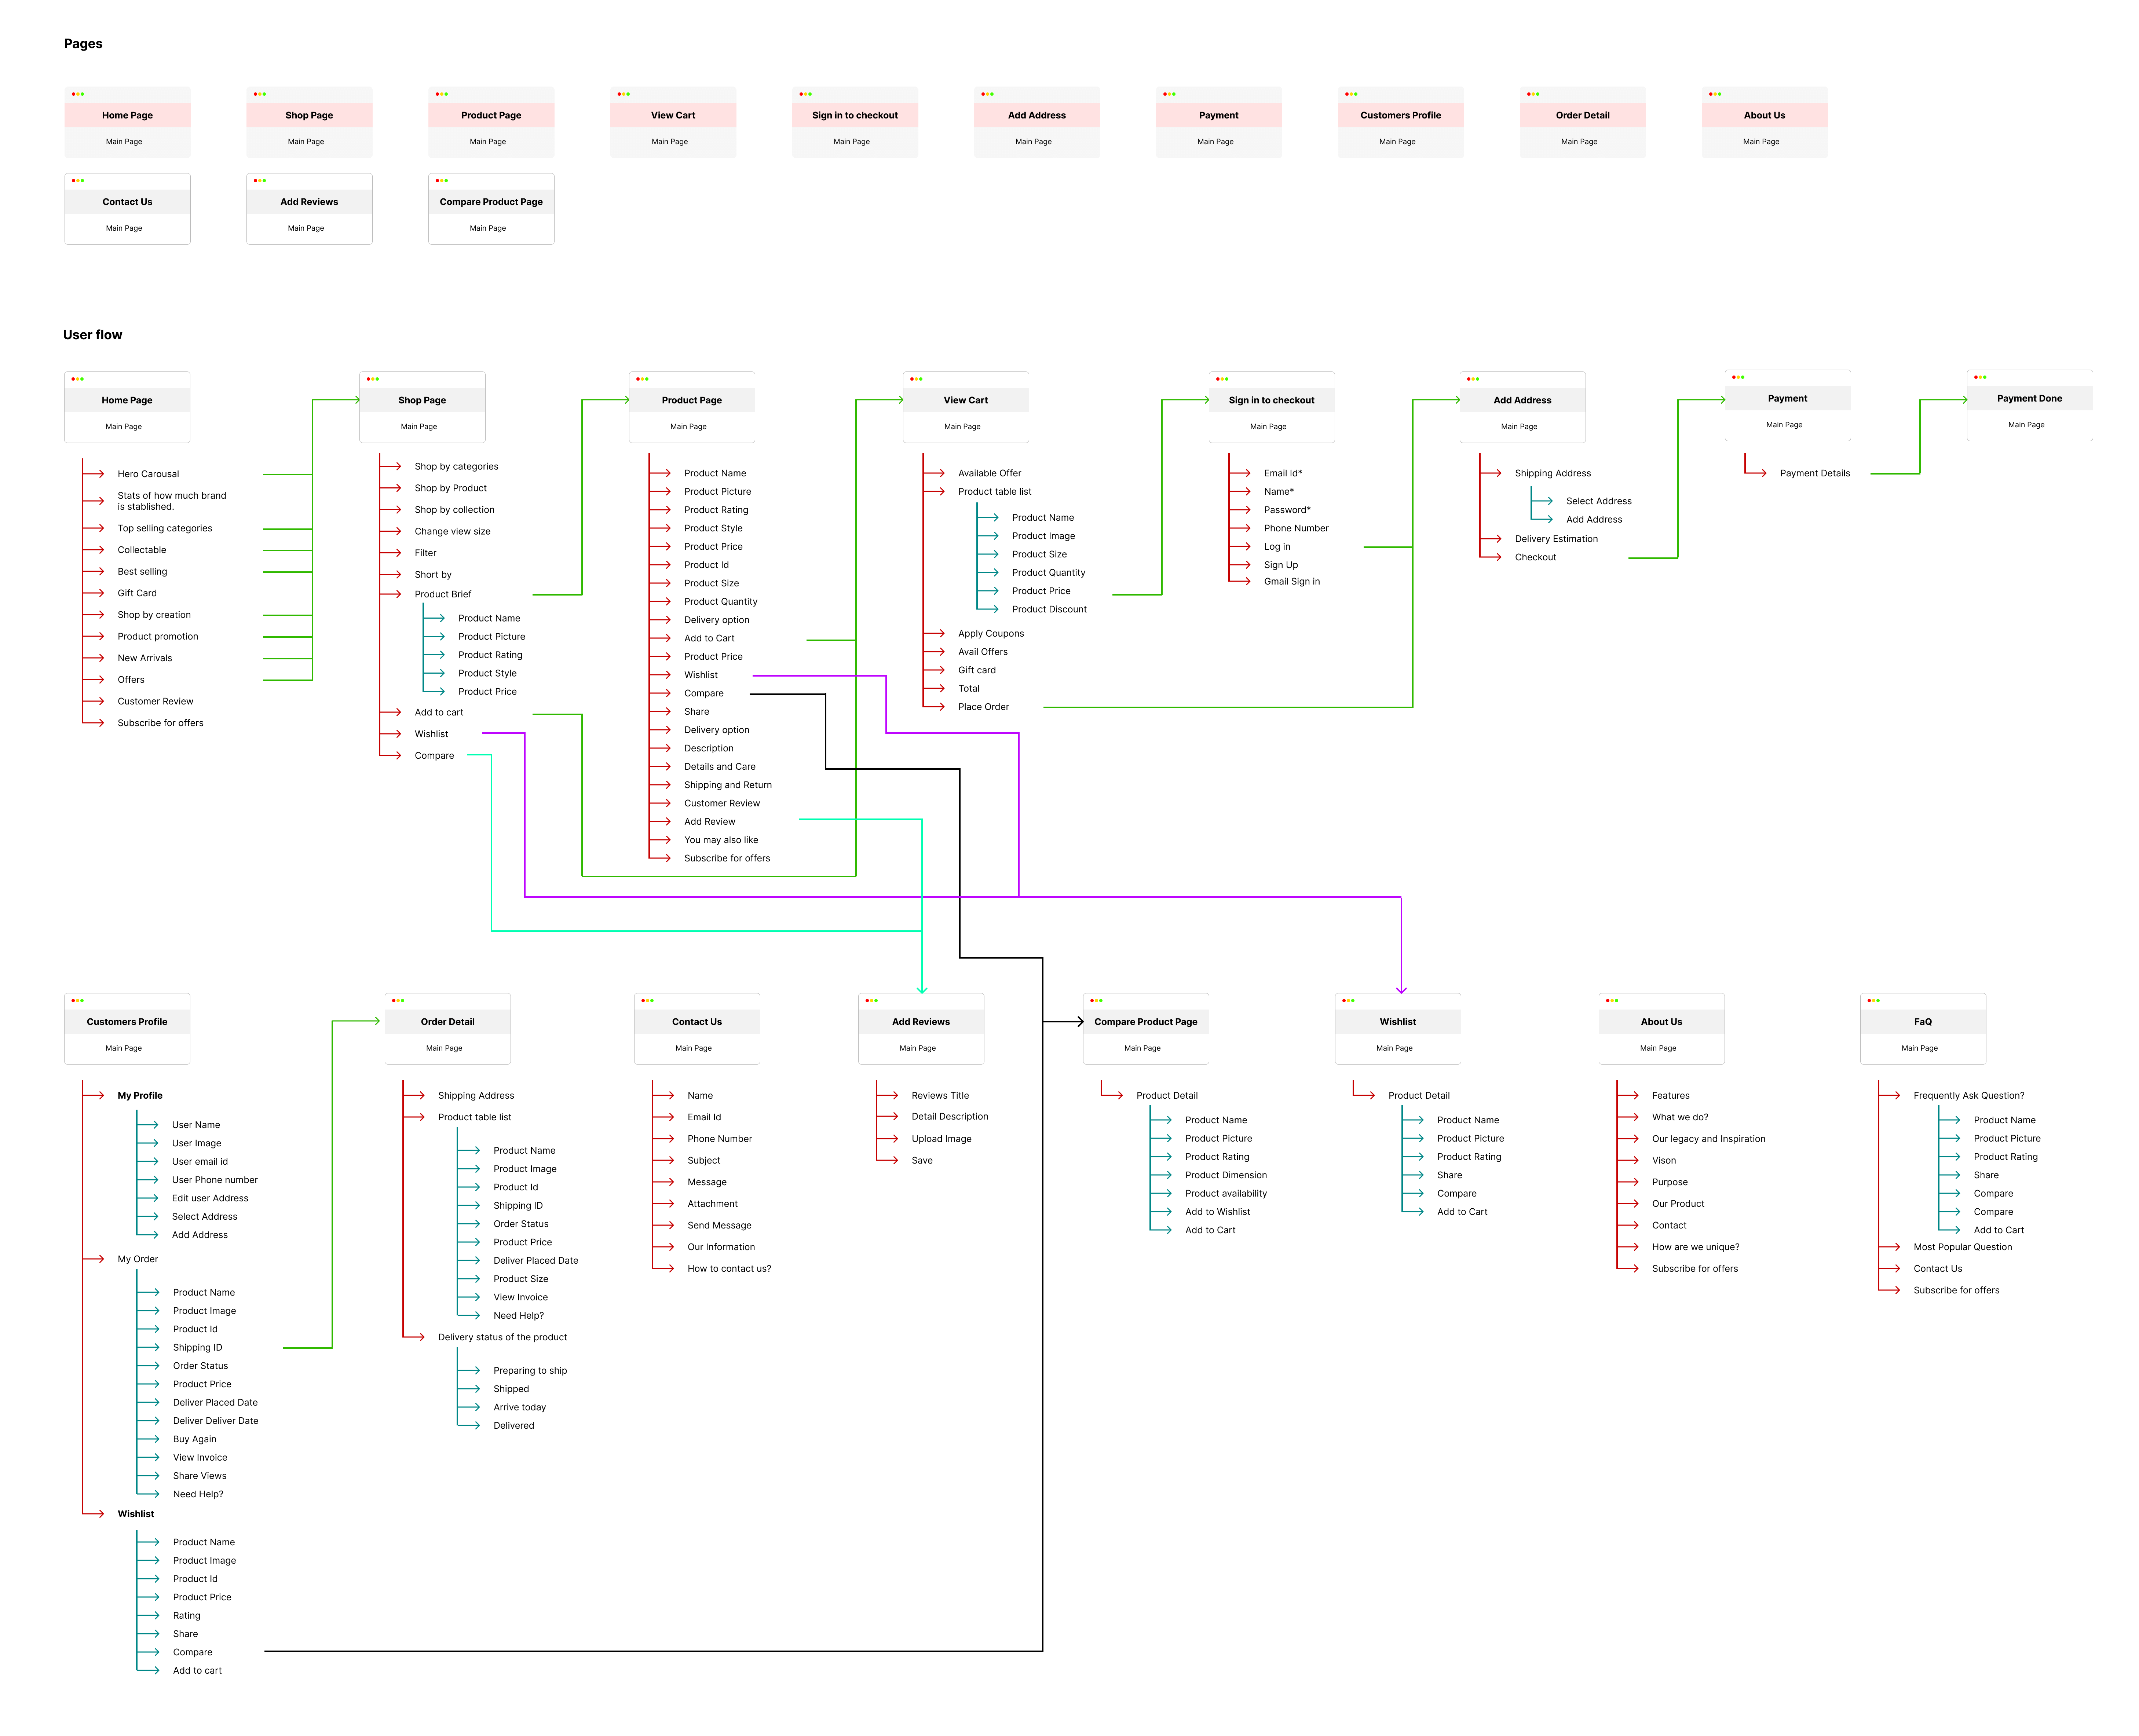 Pages
Home Page
Main Page
Shop Page
Main Page
Product Page
Main Page
View Cart
Main Page
Sign in to checkout
Main Page
Add Address
Main Page
Payment
Main Page
Customers Profile
Main Page
Order Detail
Main Page
About Us
Main Page
Contact Us
Main Page
Add Reviews
Main Page
Compare Product Page
Main Page
User flow
Home Page
Main Page
Hero Carousal
Stats of how much brand
is stablished.
Top selling categories
Collectable
Best selling
Gift Card
Shop by creation
Product promotion
New Arrivals
Offers
Customer Review
Subscribe for offers
Shop Page
Main Page
Shop by categories
Shop by Product
Shop by collection
Change view size
Filter
Short by
Product Brief
Product Name
Product Picture
Product Rating
Product Style
Product Price
Add to cart
Wishlist
Compare
Product Page
Main Page
Product Name
Product Picture
Product Rating
Product Style
Product Price
Product Id
Product Size
Product Quantity
Delivery option
Add to Cart
Product Price
Wishlist
Compare
Share
Delivery option
Description
Details and Care
Shipping and Return
Customer Review
Add Review
You may also like
Subscribe for offers
View Cart
Main Page
Available Offer
Product table list
Product Name
Product Image
Product Size
Product Quantity
Product Price
Product Discount
Apply Coupons
Avail Offers
Gift card
Total
Place Order
Sign in to checkout
Main Page
Email Id*
Name*
Password*
Phone Number
Log in
Sign Up
Gmail Sign in
Add Address
Main Page
Shipping Address
Select Address
Add Address
Delivery Estimation
Checkout
Payment
Main Page
Payment Details
Payment Done
Main Page
Customers Profile
Main Page
My Profile
User Name
User Image
User email id
User Phone number
Edit user Address
Select Address
Add Address
My Order
Product Name
Product Image
Product Id
Shipping ID
Order Status
Product Price
Deliver Placed Date
Deliver Deliver Date
Buy Again
View Invoice
Share Views
Need Help?
Wishlist
Product Name
Product Image
Product Id
Product Price
Rating
Share
Compare
Add to cart
Order Detail
Main Page
Shipping Address
Product table list
Product Name
Product Image
Product Id
Shipping ID
Order Status
Product Price
Deliver Placed Date
Product Size
View Invoice
Need Help?
Delivery status of the product
Preparing to ship
Shipped
Arrive today
Delivered
Contact Us
Main Page
Name
Email Id
Phone Number
Subject
Message
Attachment
Send Message
Our Information
How to contact us?
Add Reviews
Main Page
Reviews Title
Detail Description
Upload Image
Save
Compare Product Page
Main Page
Product Detail
Product Name
Product Picture
Product Rating
Product Dimension
Product availability
Add to Wishlist
Add to Cart
Wishlist
Main Page
Product Detail
Product Name
Product Picture
Product Rating
Share
Compare
Add to Cart
About Us
Main Page
Features
What we do?
Our legacy and Inspiration
Vison
Purpose
Our Product
Contact
How are we unique?
Subscribe for offers
FaQ
Main Page
Frequently Ask Question?
Product Name
Product Picture
Product Rating
Share
Compare
Compare
Add to Cart
Most Popular Question
Contact Us
Subscribe for offers